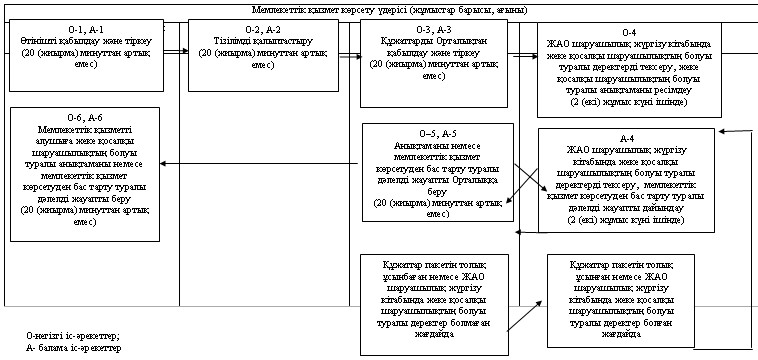 Мемлекеттік қызмет көрсету үдерісі (жұмыстар барысы, ағыны)
О-1, А-1
Өтінішті қабылдау және тіркеу
(20 (жиырма) минуттан артық
емес)
О-2, А-2
Тізілімді қалыптастыру
(20 (жиырма) минуттан артық
емес)
О-3, А-3
Құжаттарды Орталықтан
қабылдау және тіркеу
(20 (жиырма) минуттан артық
емес)
О-4
ЖАО шаруашылық жүргізу кітабында
жеке қосалқы шаруашылықтың болуы
туралы деректерді тексеру, жеке
қосалқы шаруашылықтың болуы
туралы анықтаманы ресімдеу
(2 (екі) жұмыс күні ішінде)
О-6, А-6
Мемлекеттік қызметті
алушыға жеке қосалқы
шаруашылықтың болуы
туралы анықтаманы немесе
мемлекеттік қызмет
көрсетуден бас тарту туралы
дәлелді жауапты беру
(20 (жиырма) минуттан артық
емес)
О–5, А-5
Анықтаманы немесе
мемлекеттік қызмет
көрсетуден бас тарту туралы
дәлелді жауапты Орталыққа
беру
(20 (жиырма) минуттан артық
емес)
А-4
ЖАО шаруашылық жүргізу
кітабында жеке қосалқы
шаруашылықтың болуы туралы
деректерді тексеру, мемлекеттік
қызмет көрсетуден бас тарту туралы
дәлелді жауапты дайындау
(2 (екі) жұмыс күні ішінде)
Құжаттар пакетін толық
ұсынбаған немесе ЖАО
шаруашылық жүргізу
кітабында жеке қосалқы
шаруашылықтың болуы
туралы деректер болмаған
жағдайда
Құжаттар пакетін толық
ұсынған немесе ЖАО
шаруашылық жүргізу
кітабында жеке қосалқы
шаруашылықтың болуы
туралы деректер болған
жағдайда
О-негізгі іс-әрекеттер;
А- балама іс-әрекеттер